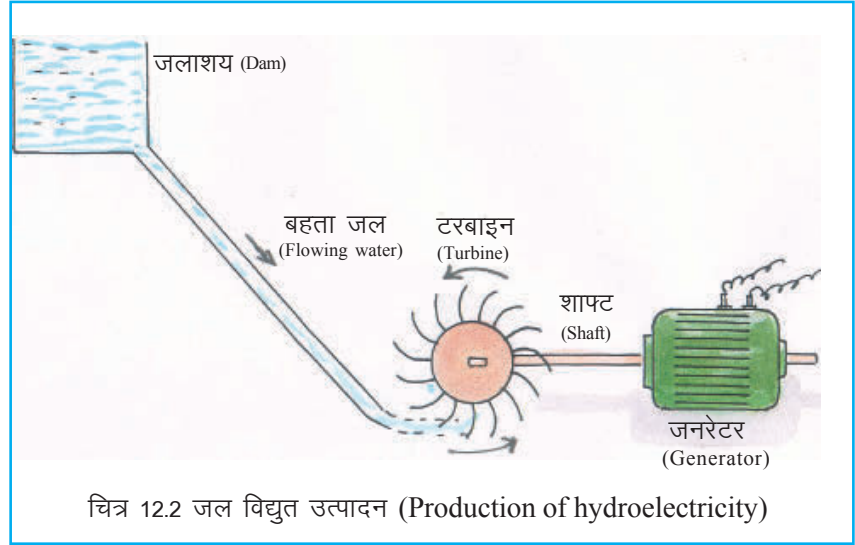 जलाशय (Dam)
बहता जल
(Flowing water)
टरबाइन
(Turbine)
शाफ्ट
(Shaft)
जनरेटर
(Generator)
चित्र 12.2 जल विद्युत उत्पादन (Production of hydroelectricity)